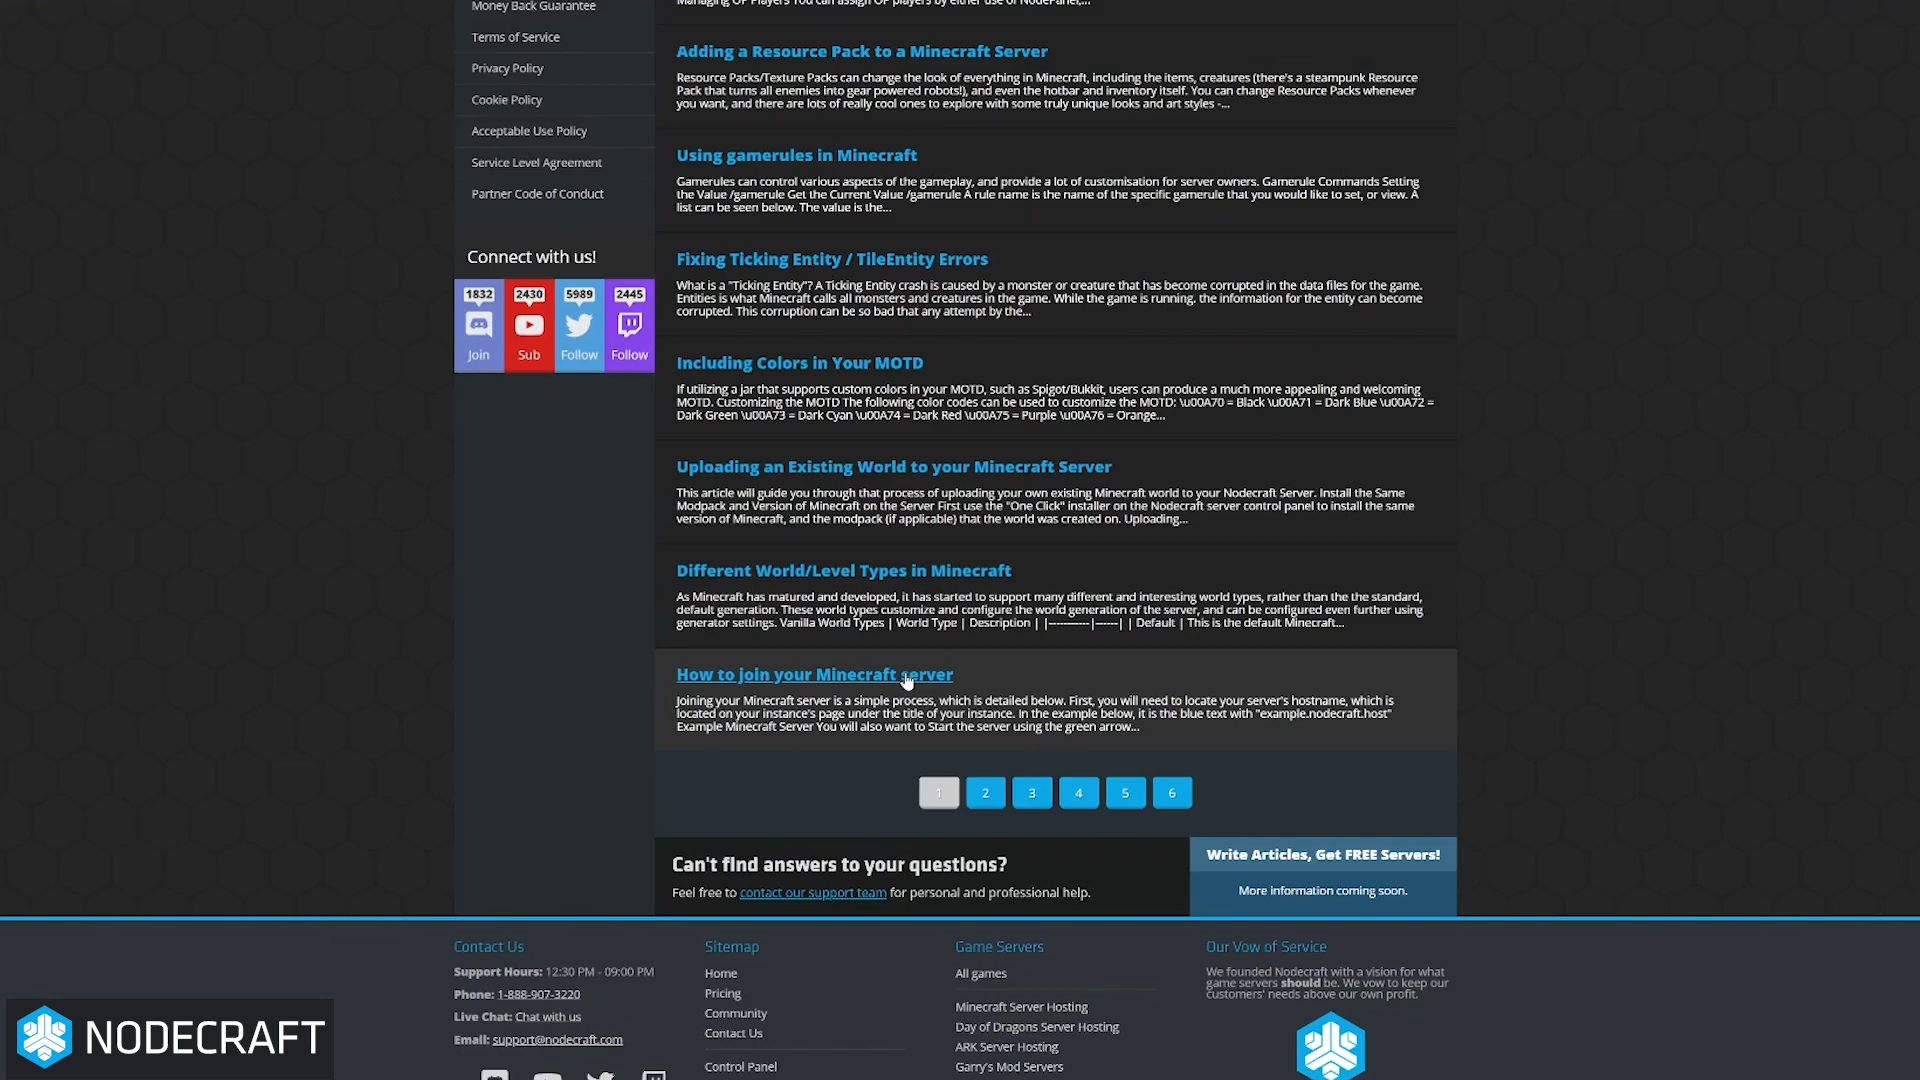 Money Back Guarantee
Terms of Service
Privacy Policy
Cookie Policy
Acceptable Use Policy
Service Level Agreement
Partner Code of Conduct
Connect with us!
1832 2430 5989 2445
Join Sub Follow Follow
Managing OP Players You can assign OP players by either use of NodePanel,...
Adding a Resource Pack to a Minecraft Server
Resource Packs/Texture Packs can change the look of everything in Minecraft, including the items, creatures (there's a steampunk Resource
Pack that turns all enemies into gear powered robots!), and even the hotbar and inventory itself. You can change Resource Packs whenever
you want, and there are lots of really cool ones to explore with some truly unique looks and art styles -...
Using gamerules in Minecraft
Gamerules can control various aspects of the gameplay, and provide a lot of customisation for server owners. Gamerule Commands Setting
the Value /gamerule Get the Current Value /gamerule A rule name is the name of the specific gamerule that you would like to set, or view. A
list can be seen below. The value is the...
Fixing Ticking Entity / TileEntity Errors
What is a "Ticking Entity"? A Ticking Entity crash is caused by a monster or creature that has become corrupted in the data files for the game.
Entities is what Minecraft calls all monsters and creatures in the game. While the game is running, the information for the entity can become
corrupted. This corruption can be so bad that any attempt by the...
Including Colors in Your MOTD
If utilizing a jar that supports custom colors in your MOTD, such as Spigot/Bukkit, users can produce a much more appealing and welcoming
MOTD. Customizing the MOTD The following color codes can be used to customize the MOTD: \u00A70 = Black \u00A71 = Dark Blue \u00A72 =
Dark Green \u00A73 = Dark Cyan \u00A74 = Dark Red \u00A75 = Purple \u00A76 = Orange...
Uploading an Existing World to your Minecraft Server
This article will guide you through that process of uploading your own existing Minecraft world to your Nodecraft Server. Install the Same
Modpack and Version of Minecraft on the Server First use the "One Click" installer on the Nodecraft server control panel to install the same
version of Minecraft, and the modpack (if applicable) that the world was created on. Uploading...
Different World/Level Types in Minecraft
As Minecraft has matured and developed, it has started to support many different and interesting world types, rather than the the standard,
default generation. These world types customize and configure the world generation of the server, and can be configured even further using
generator settings. Vanilla World Types | World Type | Description | |-----------|------| | Default | This is the default Minecraft...
How to join your Minecraft server
Joining your Minecraft server is a simple process, which is detailed below. First, you will need to locate your server's hostname, which is
located on your instance's page under the title of your instance. In the example below, it is the blue text with "example.nodecraft.host"
Example Minecraft Server You will also want to Start the server using the green arrow...
1 2 3 4 5 6
Can't find answers to your questions?
Feel free to contact our support team for personal and professional help.
Write Articles, Get FREE Servers!
More information coming soon.
Contact Us
Support Hours: 12:30 PM - 09:00 PM
Phone: 1-888-907-3220
Live Chat: Chat with us
Email: support@nodecraft.com
Sitemap
Home
Pricing
Community
Contact Us
Control Panel
Game Servers
All games
Minecraft Server Hosting
Day of Dragons Server Hosting
ARK Server Hosting
Garry's Mod Servers
Our Vow of Service
We founded Nodecraft with a vision for what
game servers should be. We vow to keep our
customers' needs above our own profit.
NODECRAFT